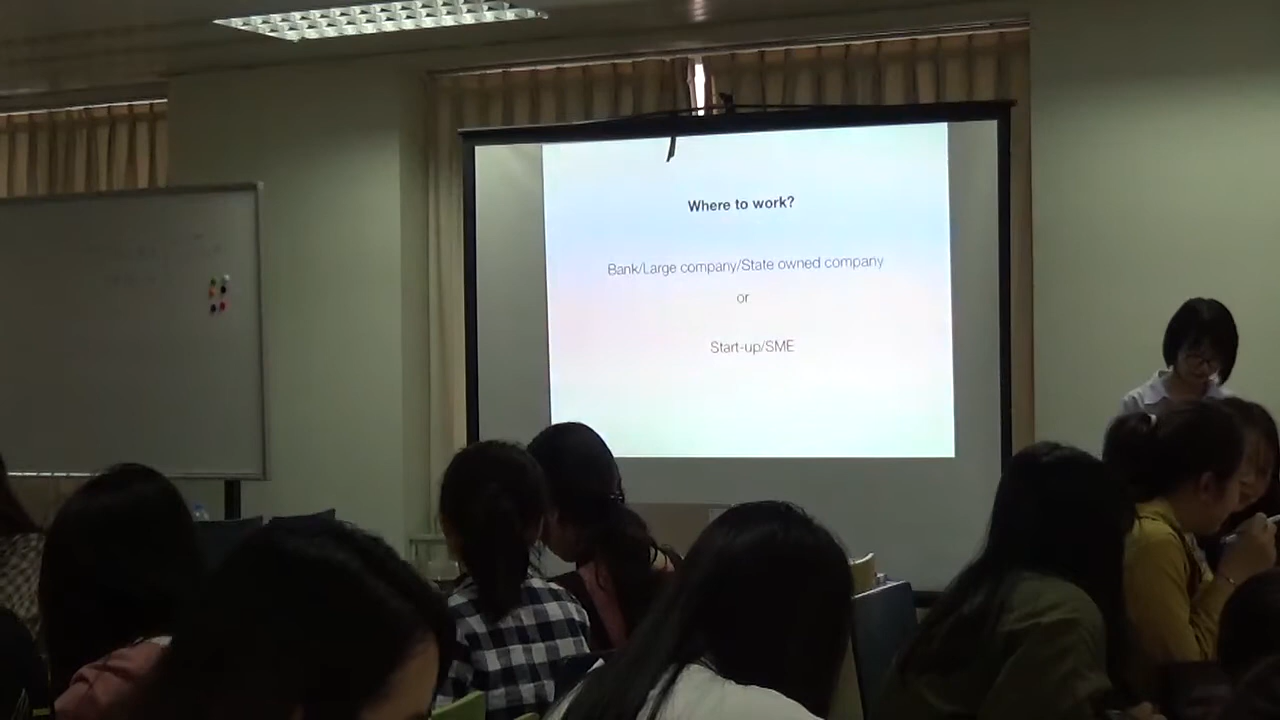 Where to work?
Bank/Large company/State owned company
or
Start-up/SME